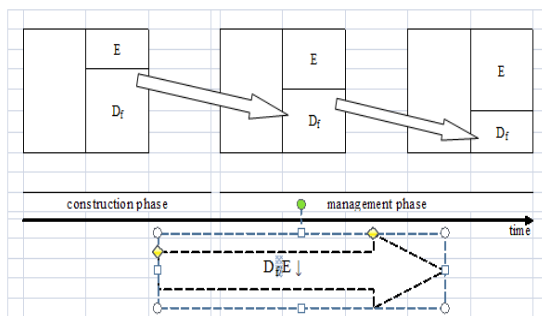 E
E
E
Df
Df
Df
construction phase
management phase
time
Df/E ↓